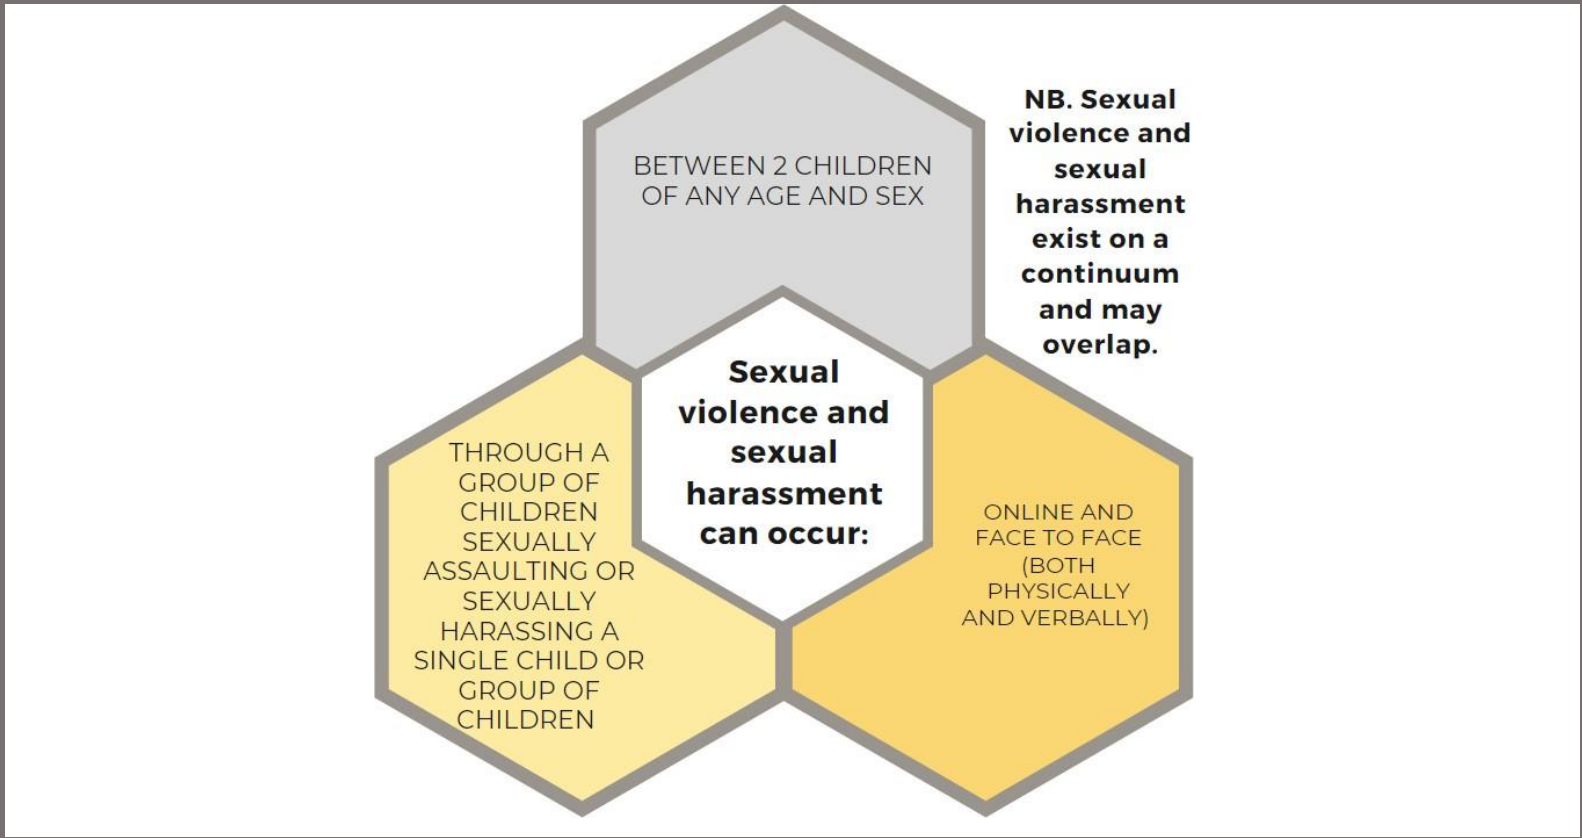 BETWEEN 2 CHILDREN
OF ANY AGE AND SEX
NB. Sexual
violence and
sexual
harassment
exist on a
continuum
and may
overlap.
Sexual
violence and
sexual
harassment
can occur:
THROUGH A
GROUP OF
CHILDREN
SEXUALLY
ASSAULTING OR
SEXUALLY
HARASSING A
SINGLE CHILD OR
GROUP OF
CHILDREN
ONLINE AND
FACE TO FACE
(BOTH
PHYSICALLY
AND VERBALLY)